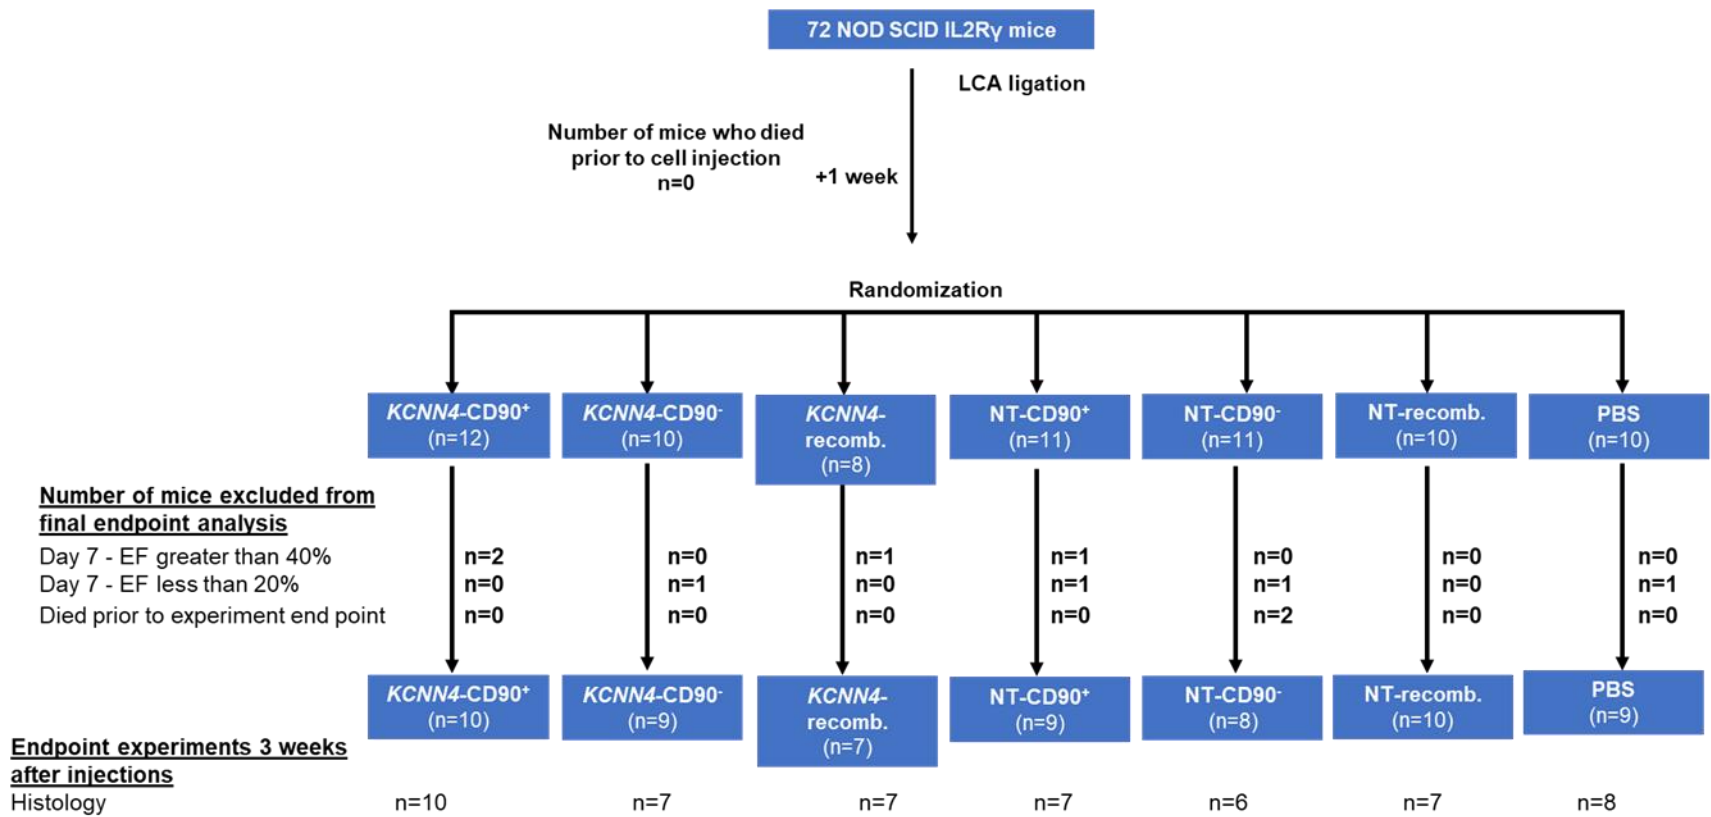 72 NOD SCID IL2Rγ mice
LCA ligation
Number of mice who died
prior to cell injection
n=0
+1 week
Randomization
KCNN4-CD90⁺
(n=12)
KCNN4-CD90⁻
(n=10)
KCNN4-
recomb.
(n=8)
NT-CD90⁺
(n=11)
NT-CD90⁻
(n=11)
NT-recomb.
(n=10)
PBS
(n=10)
Number of mice excluded from
final endpoint analysis
Day 7 - EF greater than 40% n=2 n=0 n=1 n=1 n=0 n=0 n=0
Day 7 - EF less than 20% n=0 n=1 n=0 n=1 n=1 n=0 n=1
Died prior to experiment end point n=0 n=0 n=0 n=0 n=2 n=0 n=0
KCNN4-CD90⁺
(n=10)
KCNN4-CD90⁻
(n=9)
KCNN4-
recomb.
(n=7)
NT-CD90⁺
(n=9)
NT-CD90⁻
(n=8)
NT-recomb.
(n=10)
PBS
(n=9)
Endpoint experiments 3 weeks
after injections
Histology n=10 n=7 n=7 n=7 n=6 n=7 n=8